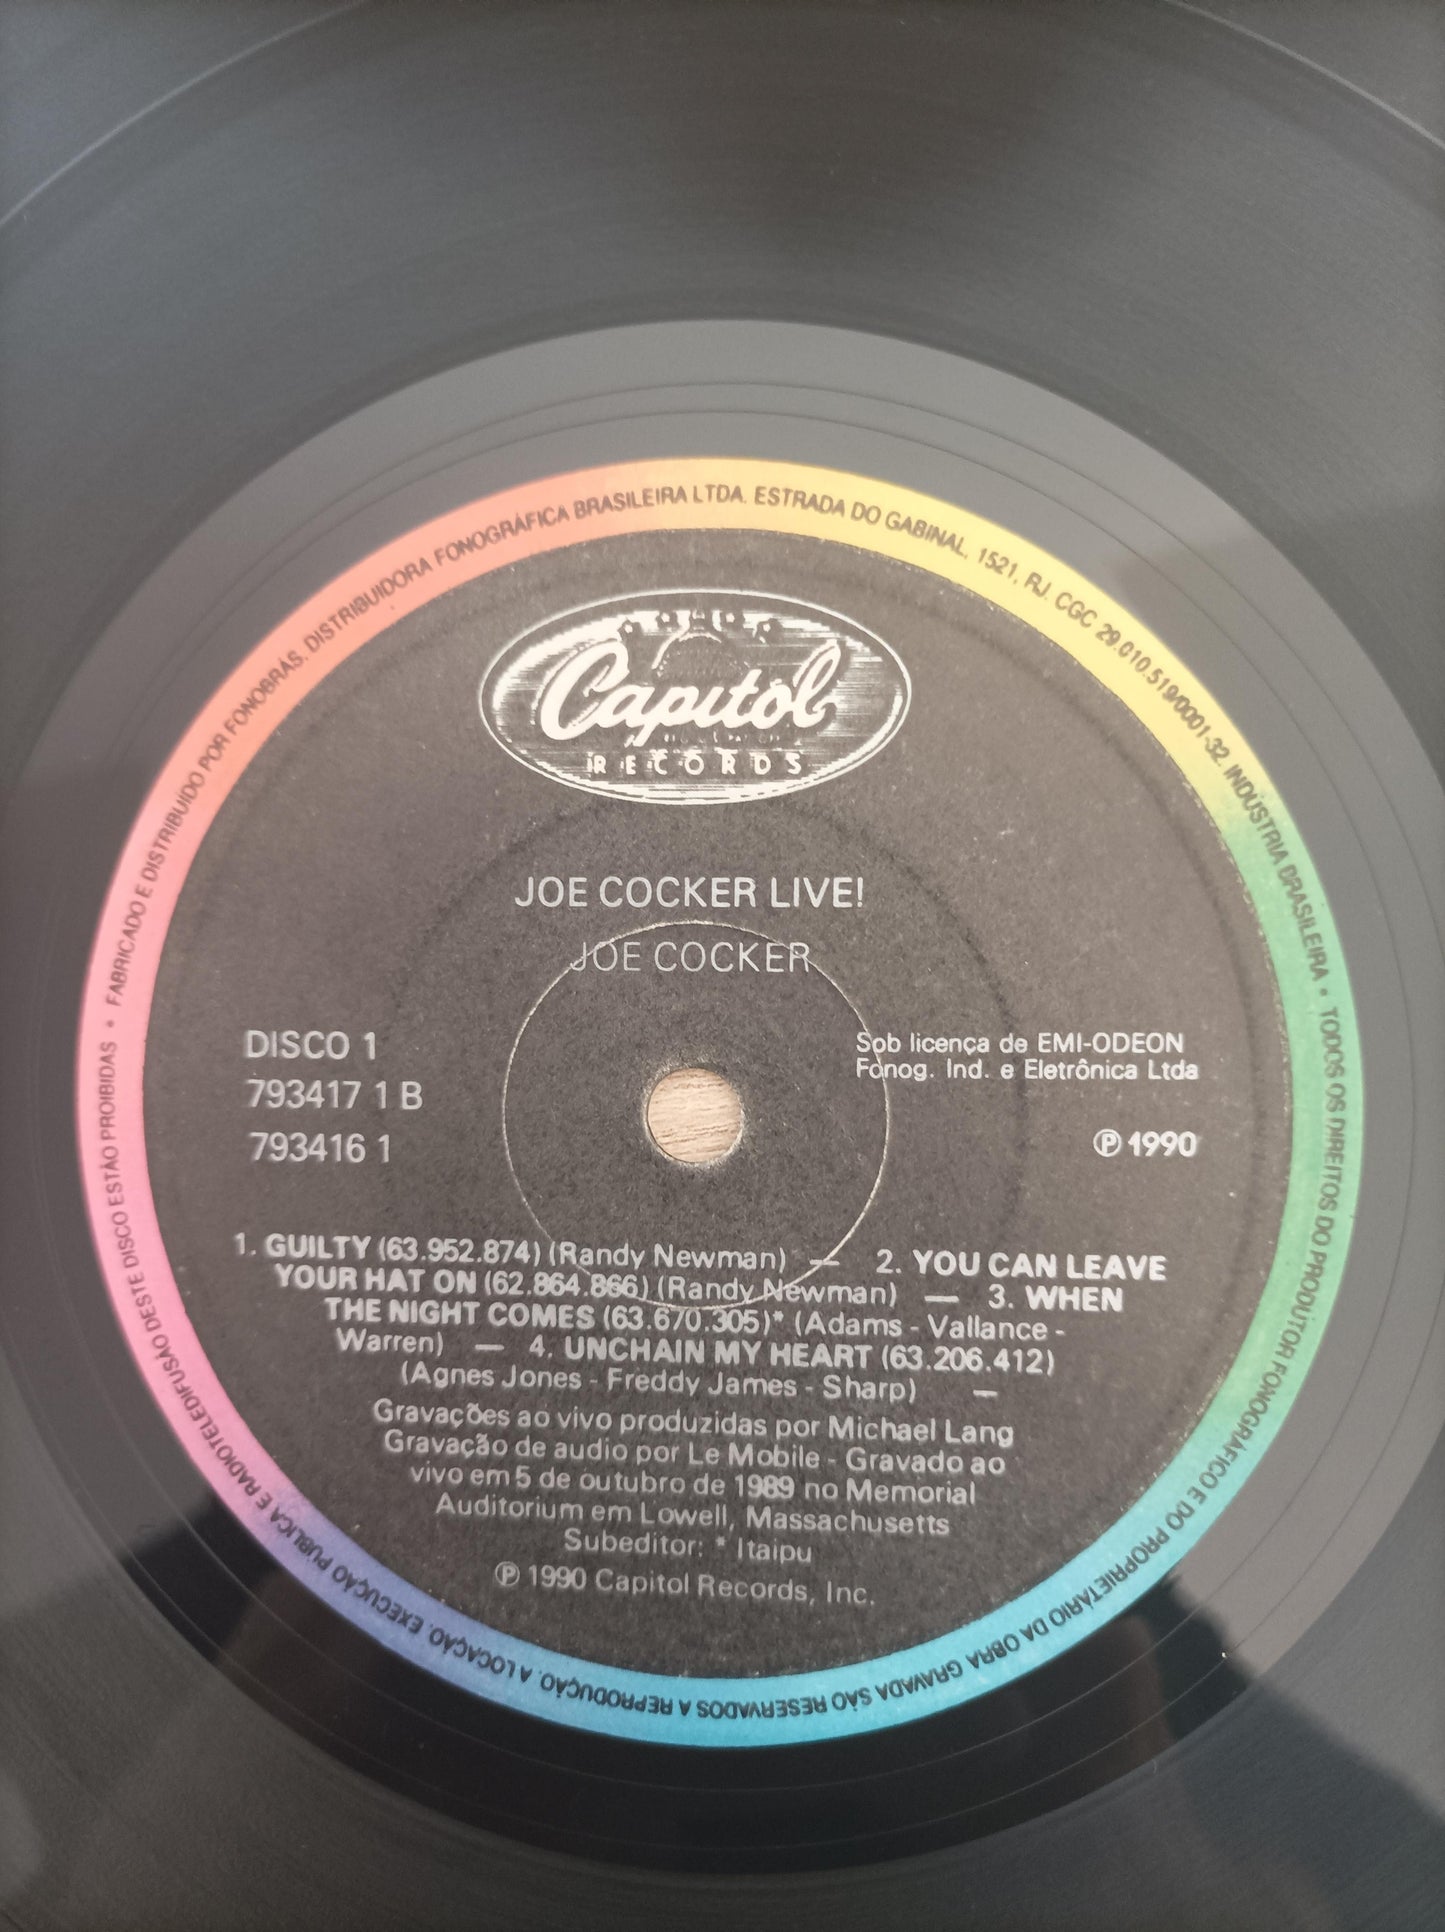 Capitol
RECORDS
JOE COCKER LIVE!
JOE COCKER
DISCO 1
793417 1 B
793416 1
Sob licença de EMI-ODEON
Fonog. Ind. e Eletrônica Ltda
℗ 1990
1. GUILTY (63.952.874) (Randy Newman) — 2. YOU CAN LEAVE
YOUR HAT ON (62.864.866) (Randy Newman) — 3. WHEN
THE NIGHT COMES (63.670.305)* (Adams - Vallance -
Warren) — 4. UNCHAIN MY HEART (63.206.412)
(Agnes Jones - Freddy James - Sharp) —
Gravações ao vivo produzidas por Michael Lang
Gravação de audio por Le Mobile - Gravado ao
vivo em 5 de outubro de 1989 no Memorial
Auditorium em Lowell, Massachusetts
Subeditor: * Itaipu
℗ 1990 Capitol Records, Inc.
• FABRICADO E DISTRIBUIDO POR FONOBRÁS. DISTRIBUIDORA FONOGRÁFICA BRASILEIRA LTDA. ESTRADA DO GABINAL, 1521, RJ. CGC 29.010.519/0001-32. INDÚSTRIA BRASILEIRA • TODOS OS DIREITOS DO PRODUTOR FONOGRÁFICO E DO PROPRIETÁRIO DA OBRA GRAVADA SÃO RESERVADOS A REPRODUÇÃO. A LOCAÇÃO. EXECUÇÃO PÚBLICA E RADIOTELEDIFUSÃO DESTE DISCO ESTÃO PROIBIDAS